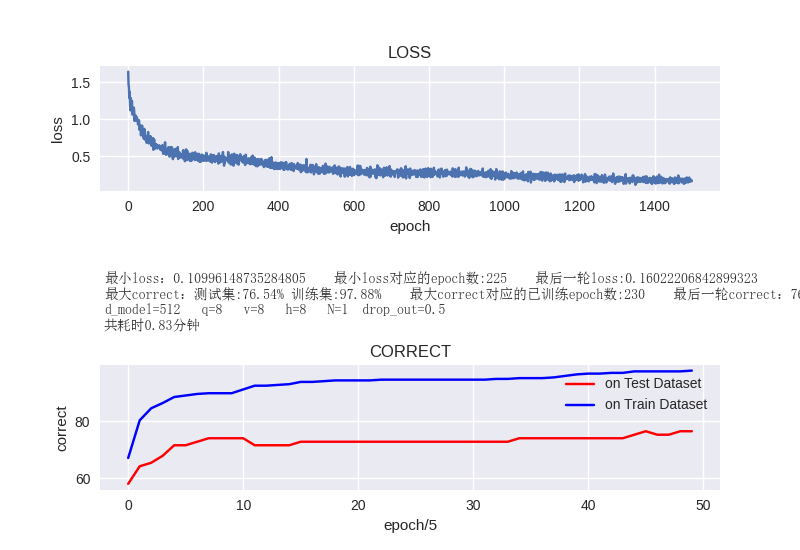 LOSS
1.5
1.0
0.5
loss
0 200 400 600 800 1000 1200 1400
epoch
最小loss：0.10996148735284805 最小loss对应的epoch数:225 最后一轮loss:0.16022206842899323
最大correct：测试集:76.54% 训练集:97.88% 最大correct对应的已训练epoch数:230 最后一轮correct：76
d_model=512 q=8 v=8 h=8 N=1 drop_out=0.5
共耗时0.83分钟
CORRECT
80
60
correct
on Test Dataset
on Train Dataset
0 10 20 30 40 50
epoch/5